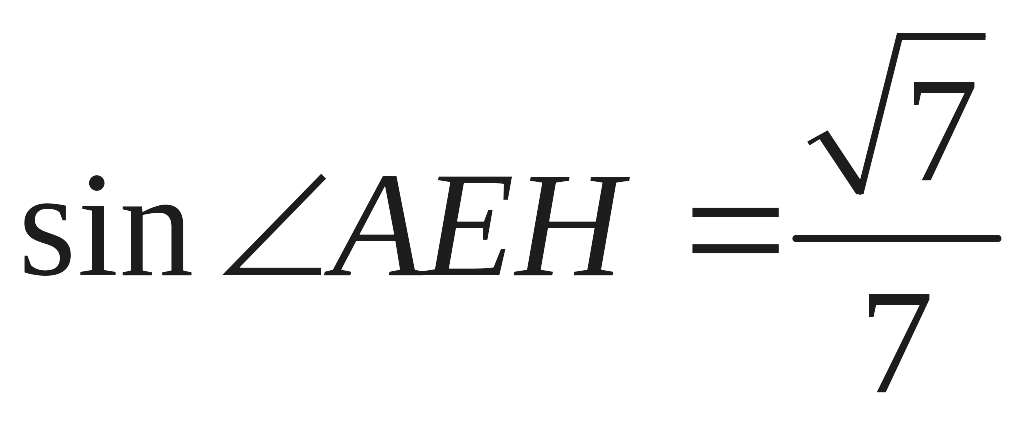 sin ∠AEH = √7/7